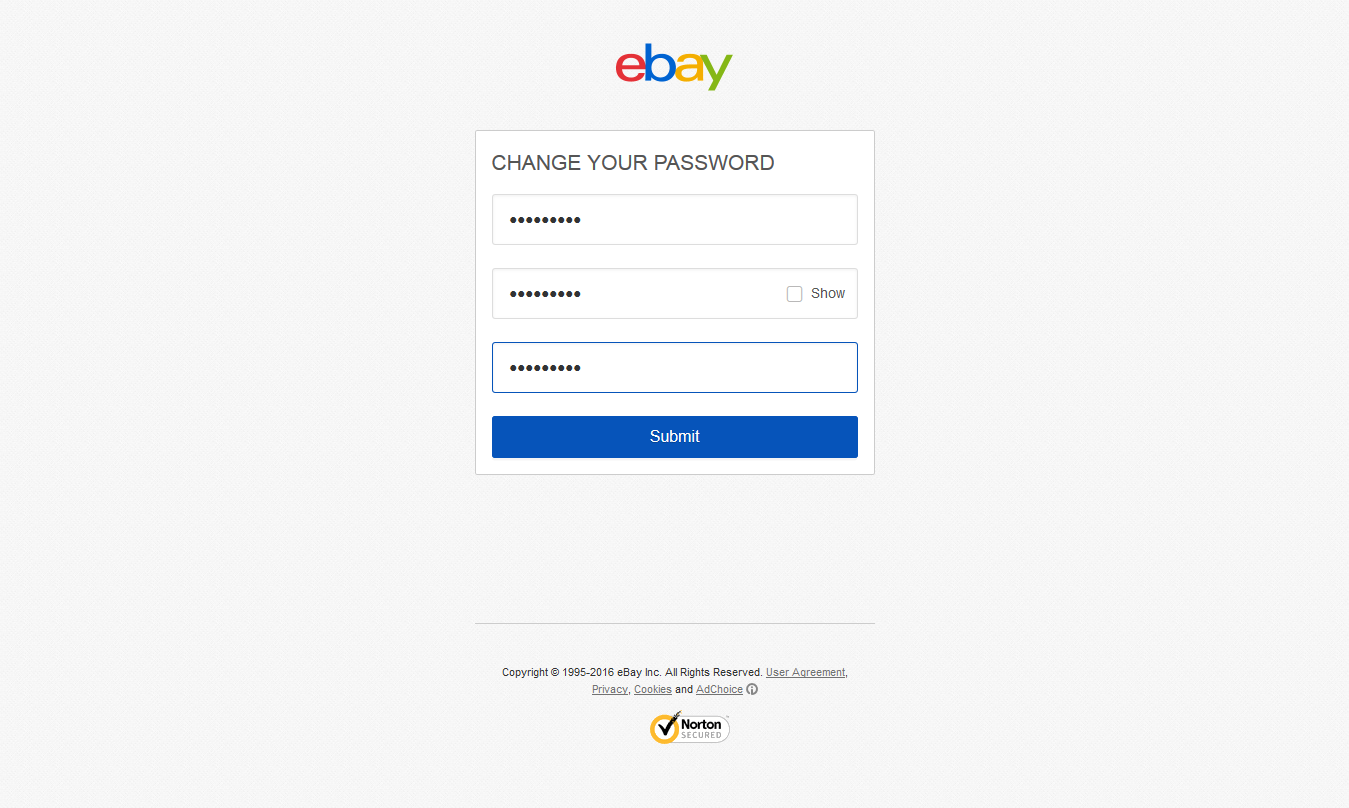 ebay
CHANGE YOUR PASSWORD
•••••••••
••••••••• Show
•••••••••
Submit
Copyright © 1995-2016 eBay Inc. All Rights Reserved. User Agreement,
Privacy, Cookies and AdChoice
Norton
SECURED